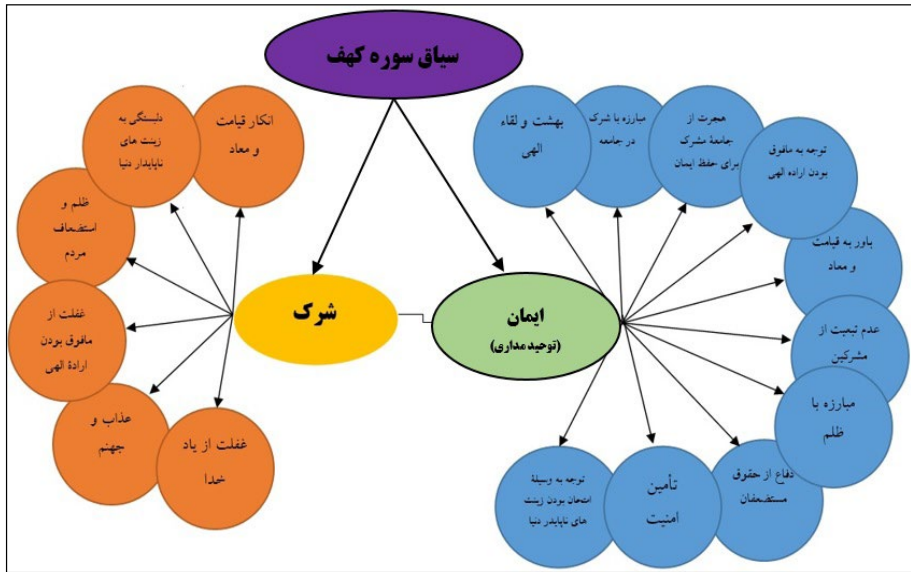 سیاق سوره کهف
بهشت و لقاء
الهی
مبارزه با شرک
در جامعه
هجرت از
جامعهٔ مشرک
برای حفظ ایمان
توجه به مافوق
بودن اراده الهی
باور به قیامت
و معاد
عدم تبعیت از
مشرکین
مبارزه با
ظلم
دفاع از حقوق
مستضعفان
تأمین
امنیت
توجه به وسیلهٔ
امتحان بودن زینت
های ناپایدر دنیا
ایمان
(توحید مداری)
شرک
انکار قیامت
و معاد
دلبستگی به
زینت های
ناپایدار دنیا
ظلم و
استضعاف
مردم
غفلت از
مافوق بودن
ارادهٔ الهی
عذاب و
جهنم
غفلت از یاد
خدا